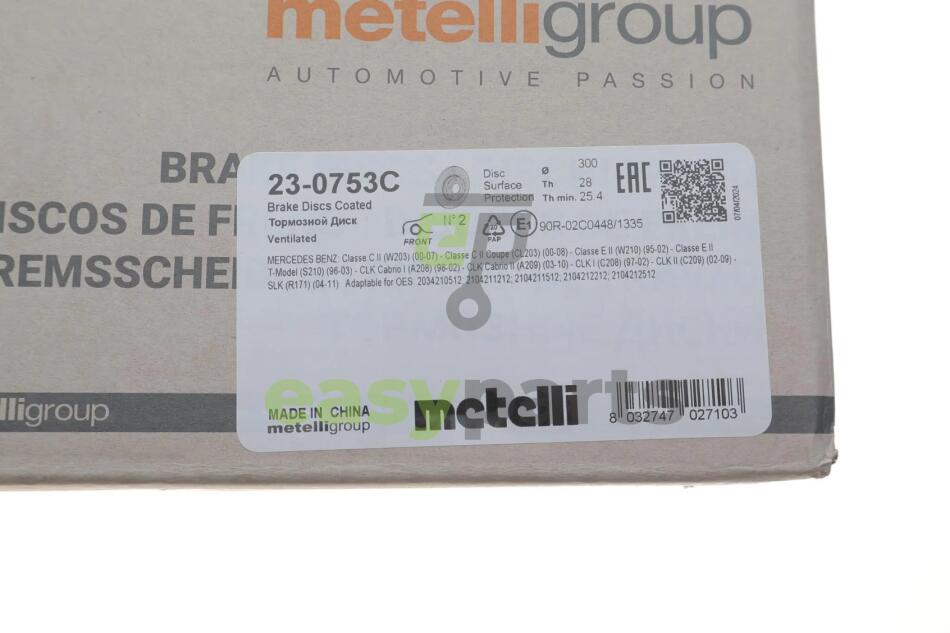 metelligroup
AUTOMOTIVE PASSION
BRA
ISCOS DE F
REMSSCHE
23-0753C
Brake Discs Coated
Тормозной Диск
Ventilated
FRONT
N°2
20
PAP
Disc
Surface
Protection
Ø 300
Th 28
Th min. 25.4
EAC
E1 90R-02C0448/1335
07/04/2024
MERCEDES BENZ: Classe C II (W203) (00-07) - Classe C II Coupe (CL203) (00-08) - Classe E II (W210) (95-02) - Classe E II
T-Model (S210) (96-03) - CLK Cabrio I (A208) (98-02) - CLK Cabrio II (A209) (03-10) - CLK I (C208) (97-02) - CLK II (C209) (02-09) -
SLK (R171) (04-11) Adaptable for OES: 2034210512; 2104211212; 2104211512; 2104212212; 2104212512
easyparts
MADE IN CHINA
metelligroup
metelli
8 032747 027103
lligroup